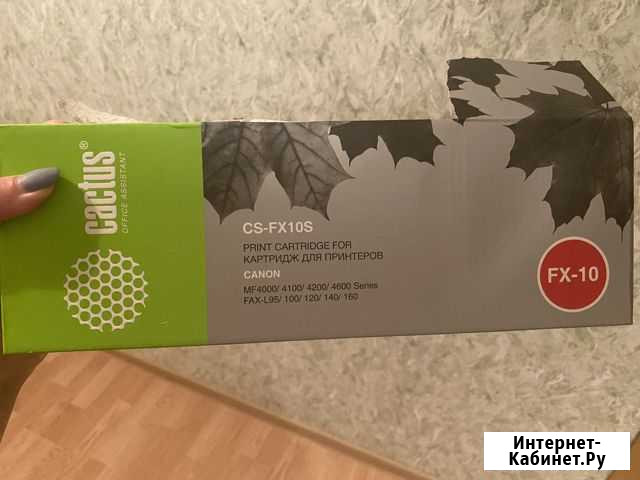 cactus®
OFFICE ASSISTANT
CS-FX10S
PRINT CARTRIDGE FOR
КАРТРИДЖ ДЛЯ ПРИНТЕРОВ
CANON
MF4000/ 4100/ 4200/ 4600 Series
FAX-L95/ 100/ 120/ 140/ 160
FX-10
Интернет-
Кабинет.Ру